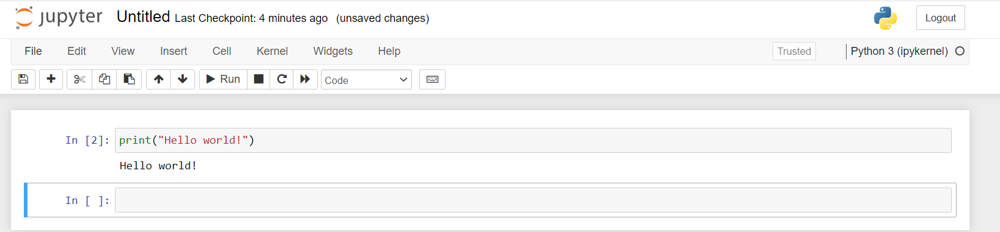 jupyter Untitled Last Checkpoint: 4 minutes ago (unsaved changes) Logout
File Edit View Insert Cell Kernel Widgets Help Trusted Python 3 (ipykernel)
Run Code
In [2]: print("Hello world!")
Hello world!
In [ ]: